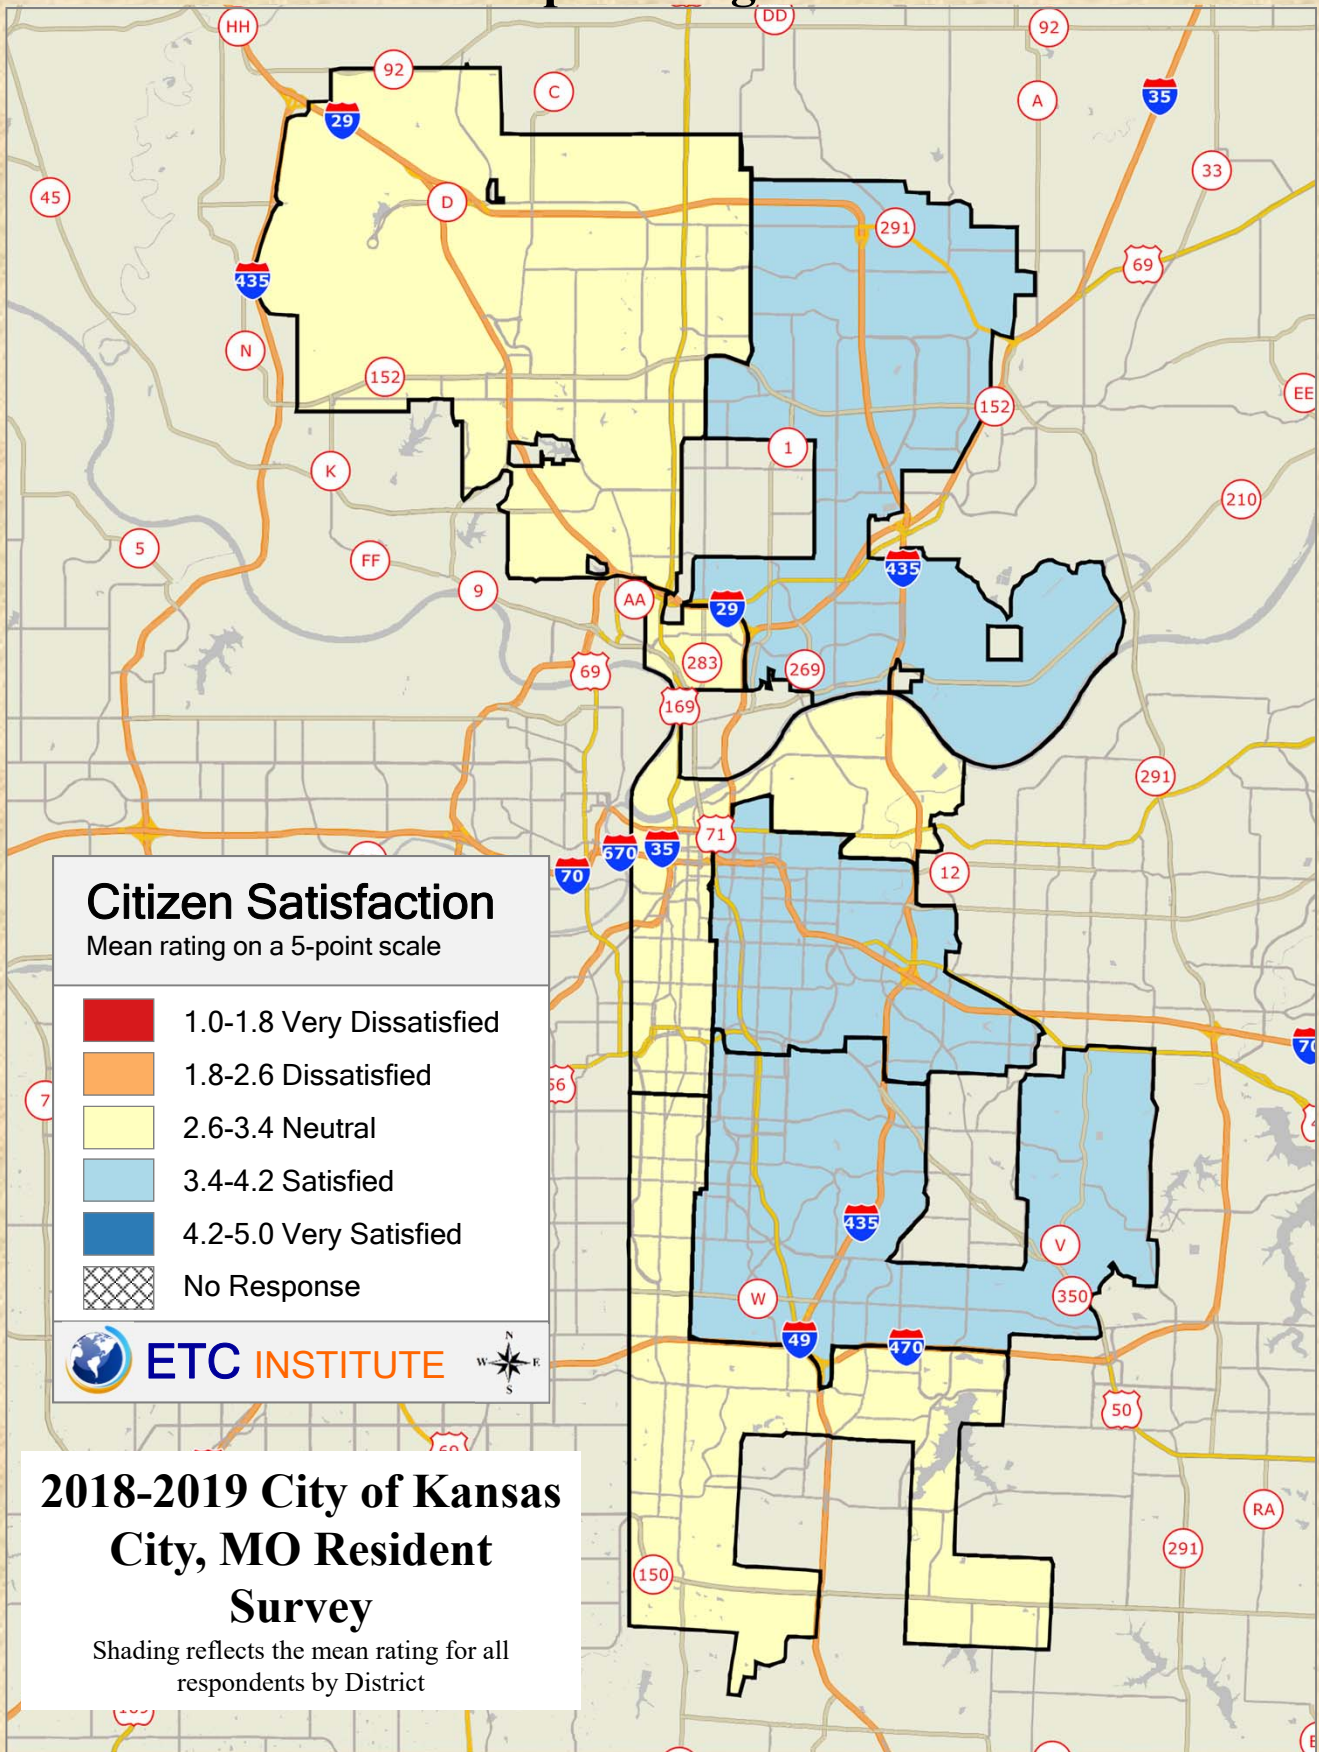 HH
DD
92
92
C
A
35
29
33
45
D
291
69
435
N
152
EE
152
1
K
210
5
FF
435
9
AA
29
283
269
69
169
291
71
670
35
70
12
Citizen Satisfaction
Mean rating on a 5-point scale
1.0-1.8 Very Dissatisfied
1.8-2.6 Dissatisfied
2.6-3.4 Neutral
3.4-4.2 Satisfied
4.2-5.0 Very Satisfied
No Response
ETC INSTITUTE
N
W E
S
70
7
435
V
W
350
49
470
50
2018-2019 City of Kansas
City, MO Resident
Survey
Shading reflects the mean rating for all
respondents by District
RA
291
150